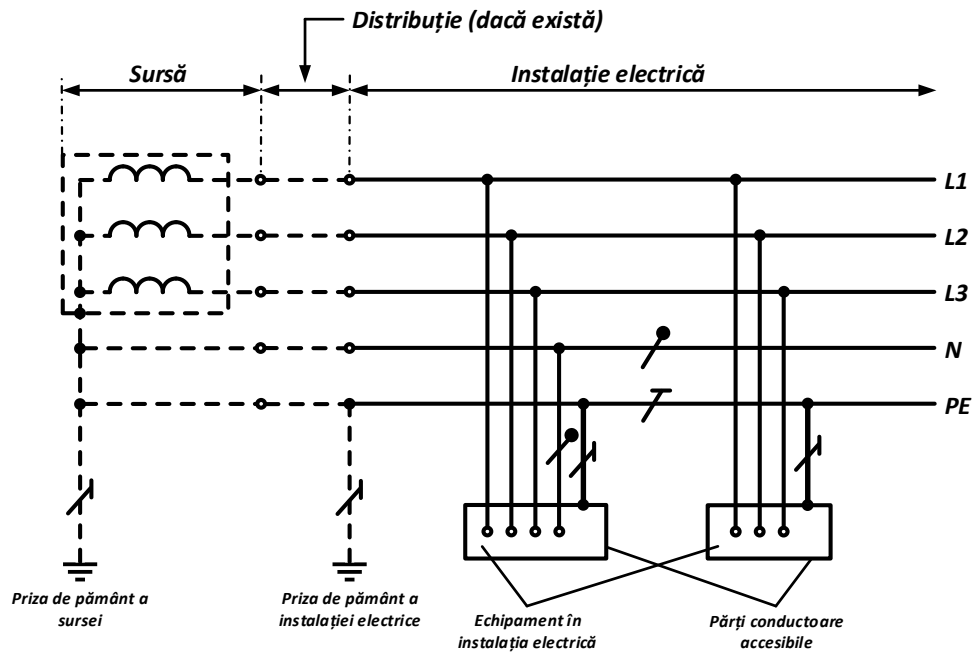 Distribuție (dacă există)
Sursă
Instalație electrică
L1
L2
L3
N
PE
Priza de pământ a
sursei
Priza de pământ a
instalației electrice
Echipament în
instalația electrică
Părți conductoare
accesibile